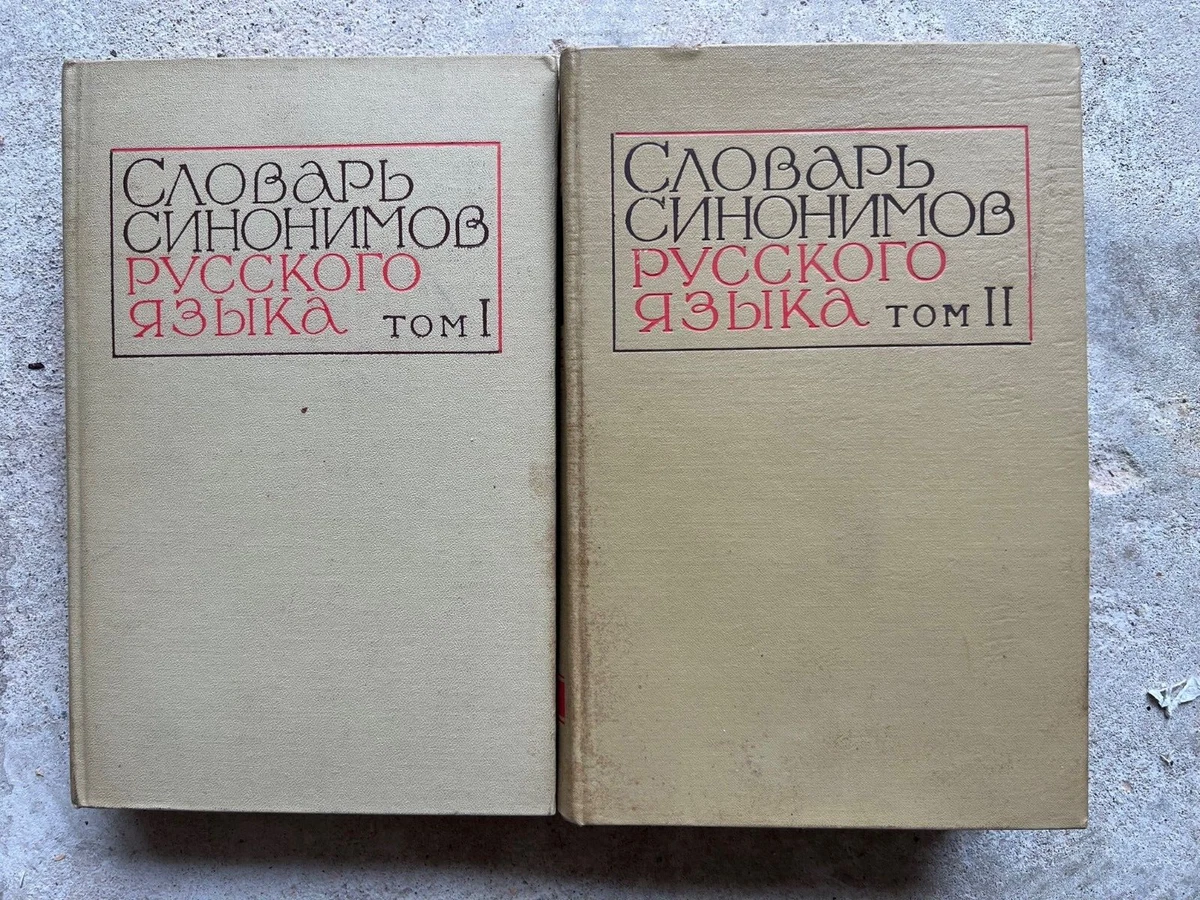 Словарь
синонимов
русского
языка том I
Словарь
синонимов
русского
языка том II